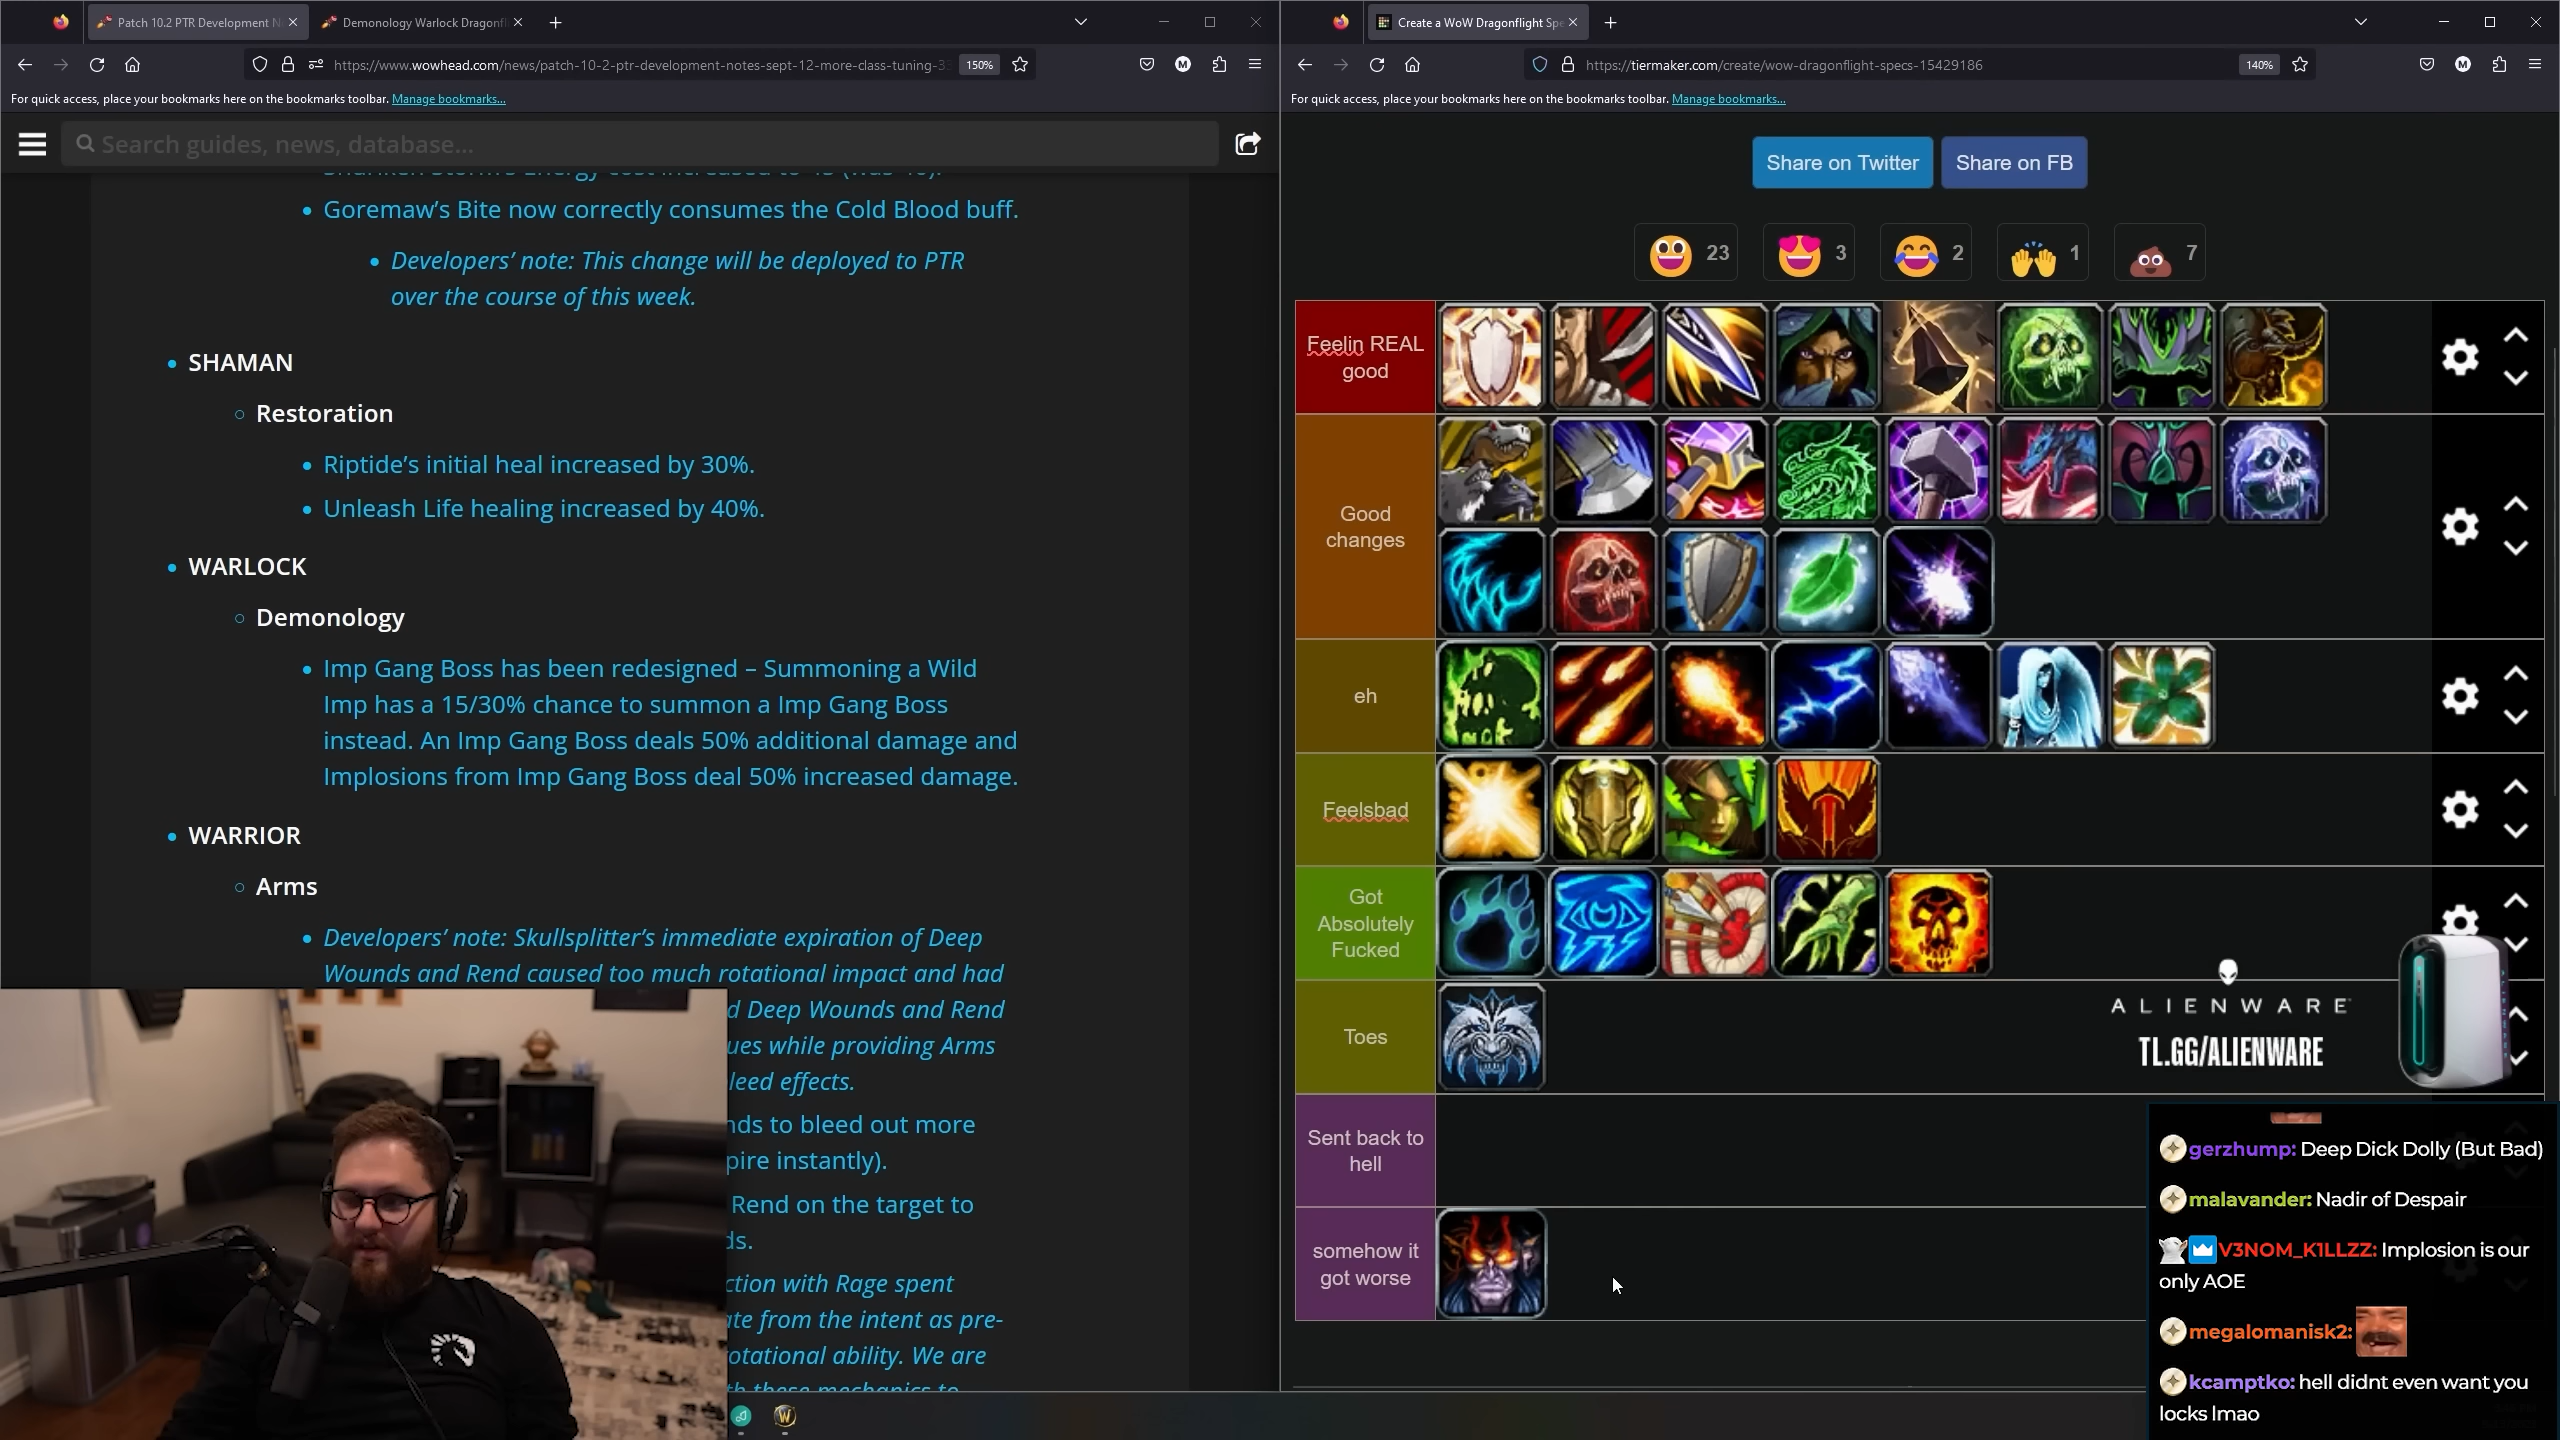 Patch 10.2 PTR Development N
Demonology Warlock Dragonfl
https://www.wowhead.com/news/patch-10-2-ptr-development-notes-sept-12-more-class-tuning-3
150%
For quick access, place your bookmarks here on the bookmarks toolbar. Manage bookmarks...
Search guides, news, database...
Goremaw’s Bite now correctly consumes the Cold Blood buff.
Developers’ note: This change will be deployed to PTR
over the course of this week.
SHAMAN
Restoration
Riptide’s initial heal increased by 30%.
Unleash Life healing increased by 40%.
WARLOCK
Demonology
Imp Gang Boss has been redesigned – Summoning a Wild
Imp has a 15/30% chance to summon a Imp Gang Boss
instead. An Imp Gang Boss deals 50% additional damage and
Implosions from Imp Gang Boss deal 50% increased damage.
WARRIOR
Arms
Developers’ note: Skullsplitter’s immediate expiration of Deep
Wounds and Rend caused too much rotational impact and had
d Deep Wounds and Rend
ues while providing Arms
leed effects.
nds to bleed out more
pire instantly).
Rend on the target to
ds.
ction with Rage spent
ate from the intent as pre-
otational ability. We are
Create a WoW Dragonflight Spe
https://tiermaker.com/create/wow-dragonflight-specs-15429186
140%
For quick access, place your bookmarks here on the bookmarks toolbar. Manage bookmarks...
Share on Twitter
Share on FB
23
3
2
1
7
Feelin REAL
good
Good
changes
eh
Feelsbad
Got
Absolutely
Fucked
Toes
Sent back to
hell
somehow it
got worse
ALIENWARE
TL.GG/ALIENWARE
gerzhump: Deep Dick Dolly (But Bad)
malavander: Nadir of Despair
V3NOM_K1LLZZ: Implosion is our
only AOE
megalomanisk2:
kcamptko: hell didnt even want you
locks lmao